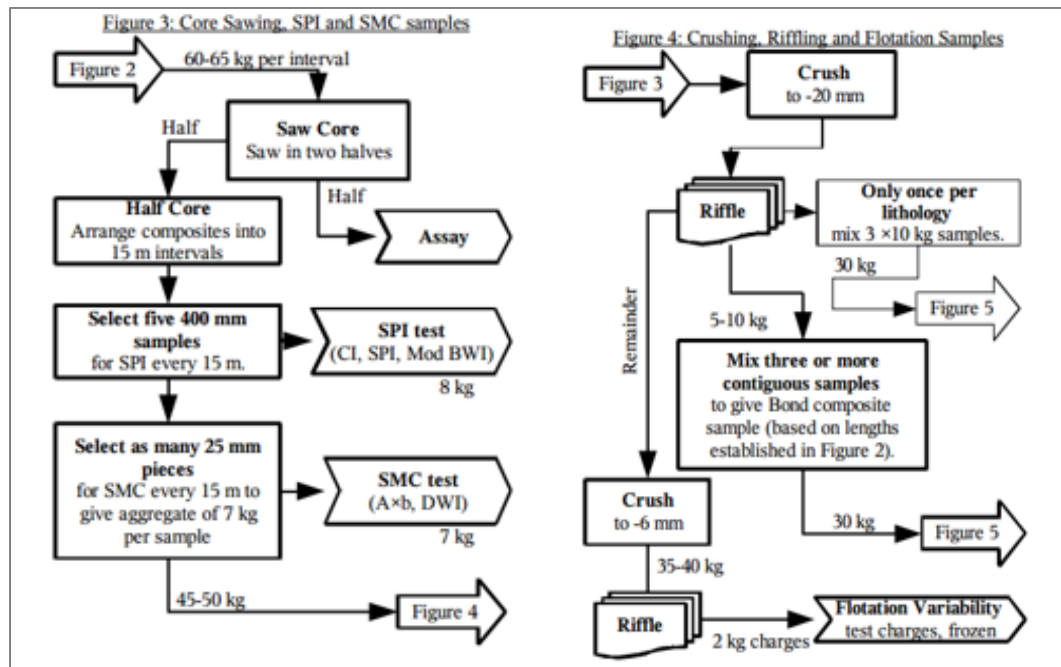 Figure 3: Core Sawing, SPI and SMC samples
Figure 2
60-65 kg per interval
Saw Core
Saw in two halves
Half
Half
Half Core
Arrange composites into
15 m intervals
Assay
Select five 400 mm
samples
for SPI every 15 m.
SPI test
(CI, SPI, Mod BWI)
8 kg
Select as many 25 mm
pieces
for SMC every 15 m to
give aggregate of 7 kg
per sample
SMC test
(A×b, DWI)
7 kg
45-50 kg
Figure 4
Figure 4: Crushing, Riffling and Flotation Samples
Figure 3
Crush
to -20 mm
Riffle
Only once per
lithology
mix 3 ×10 kg samples.
30 kg
Figure 5
5-10 kg
Remainder
Mix three or more
contiguous samples
to give Bond composite
sample (based on lengths
established in Figure 2).
30 kg
Figure 5
Crush
to -6 mm
35-40 kg
Riffle
2 kg charges
Flotation Variability
test charges, frozen